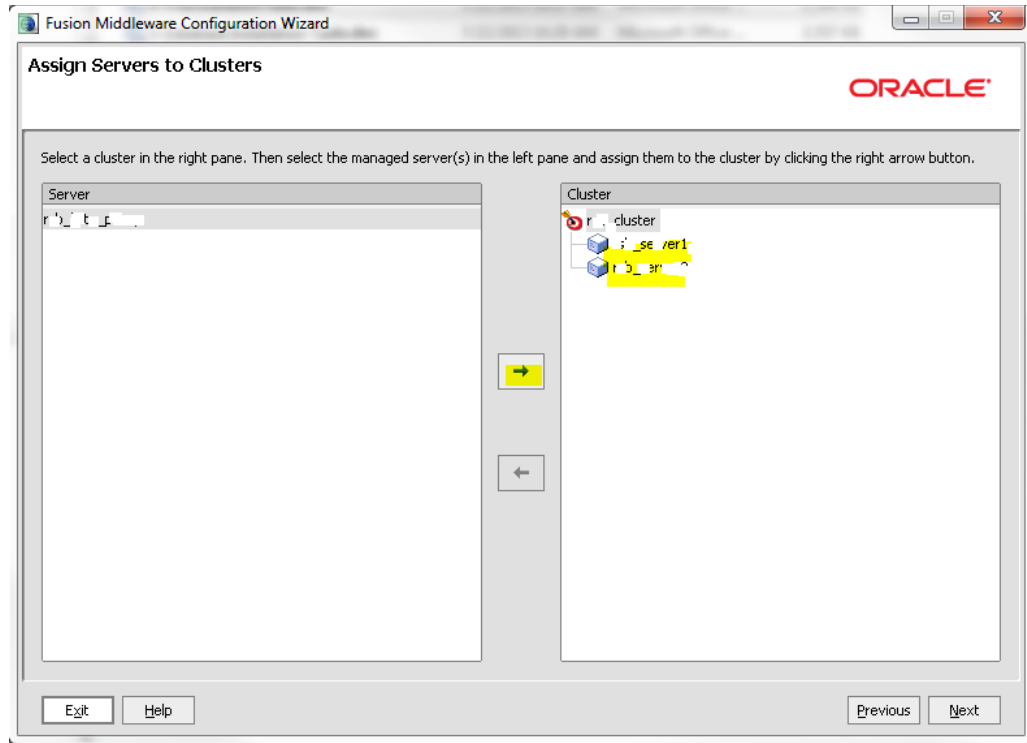 Fusion Middleware Configuration Wizard
Assign Servers to Clusters
ORACLE
Select a cluster in the right pane. Then select the managed server(s) in the left pane and assign them to the cluster by clicking the right arrow button.
Server
Cluster
cluster
Exit
Help
Previous
Next